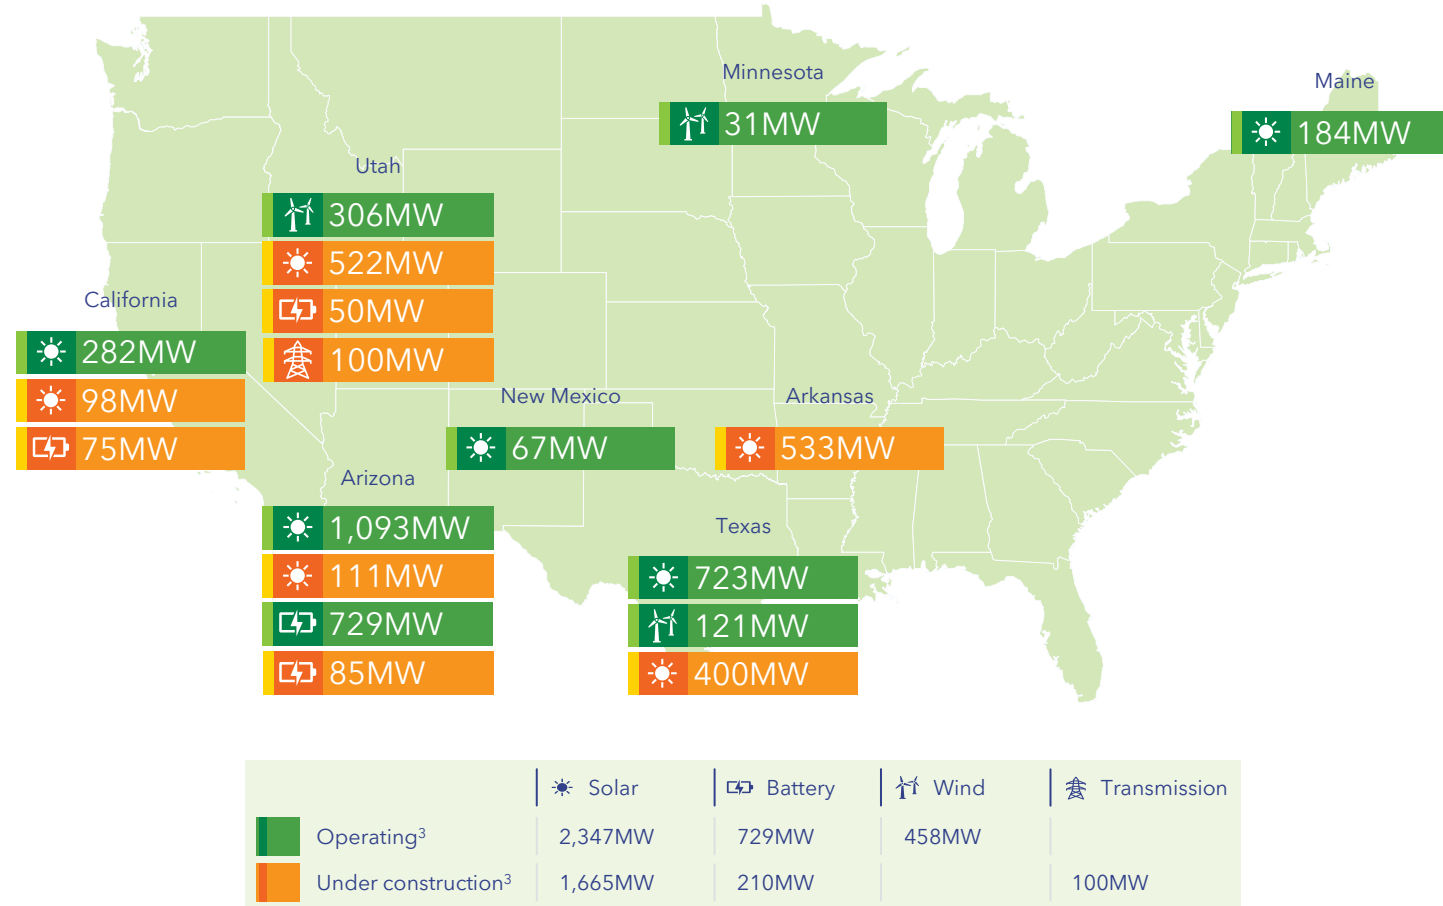 Minnesota
31MW
Maine
184MW
Utah
306MW
522MW
50MW
100MW
California
282MW
98MW
75MW
New Mexico
67MW
Arkansas
533MW
Arizona
1,093MW
111MW
729MW
85MW
Texas
723MW
121MW
400MW
Solar Battery Wind Transmission
Operating³ 2,347MW 729MW 458MW
Under construction³ 1,665MW 210MW 100MW